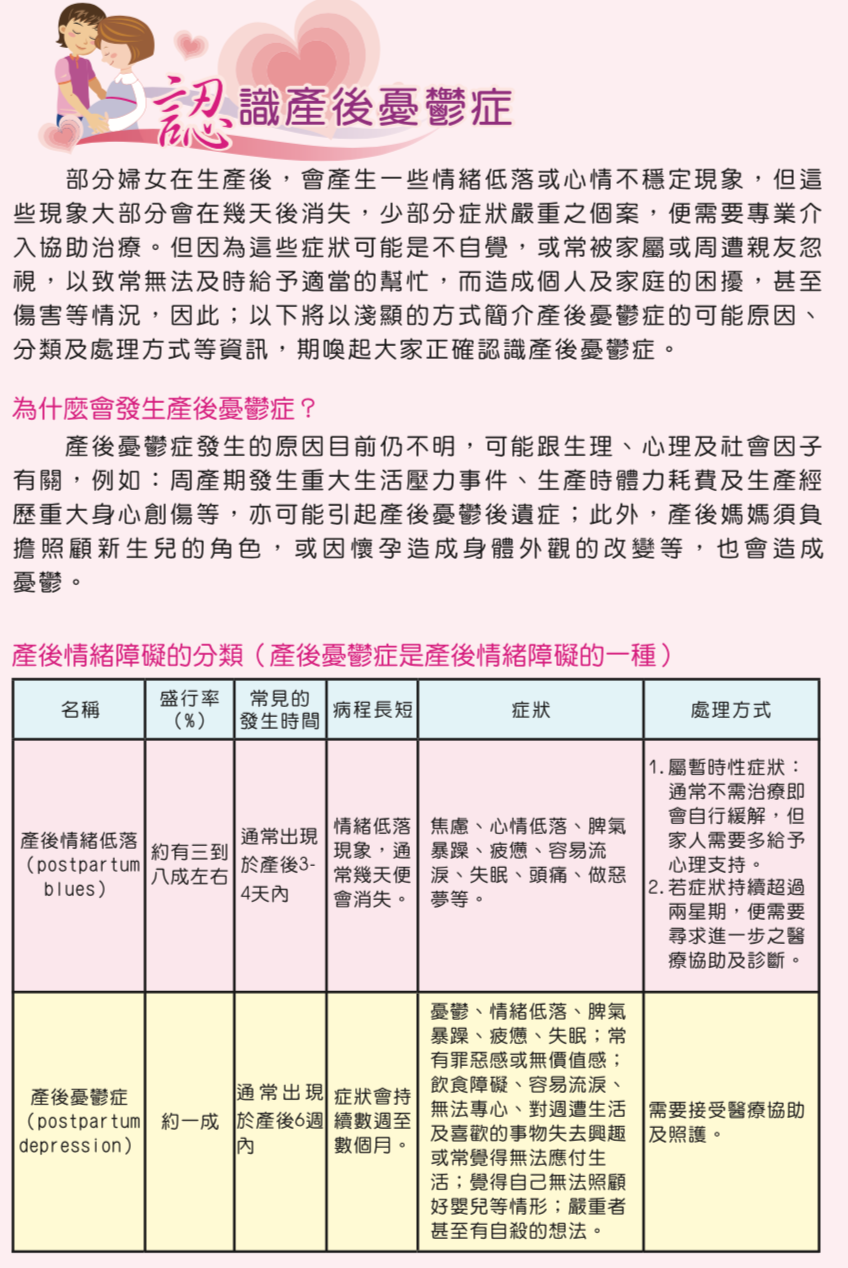 認識產後憂鬱症
部分婦女在生產後，會產生一些情緒低落或心情不穩定現象，但這
些現象大部分會在幾天後消失，少部分症狀嚴重之個案，便需要專業介
入協助治療。但因為這些症狀可能是不自覺，或常被家屬或周遭親友忽
視，以致常無法及時給予適當的幫忙，而造成個人及家庭的困擾，甚至
傷害等情況，因此；以下將以淺顯的方式簡介產後憂鬱症的可能原因、
分類及處理方式等資訊，期喚起大家正確認識產後憂鬱症。
為什麼會發生產後憂鬱症？
產後憂鬱症發生的原因目前仍不明，可能跟生理、心理及社會因子
有關，例如：周產期發生重大生活壓力事件、生產時體力耗費及生產經
歷重大身心創傷等，亦可能引起產後憂鬱後遺症；此外，產後媽媽須負
擔照顧新生兒的角色，或因懷孕造成身體外觀的改變等，也會造成
憂鬱。
產後情緒障礙的分類（產後憂鬱症是產後情緒障礙的一種）
名稱
盛行率
（%）
常見的
發生時間
病程長短
症狀
處理方式
產後情緒低落
（postpartum
blues）
約有三到
八成左右
通常出現
於產後3-
4天內
情緒低落
現象，通
常幾天便
會消失。
焦慮、心情低落、脾氣
暴躁、疲憊、容易流
淚、失眠、頭痛、做惡
夢等。
1.屬暫時性症狀：
通常不需治療即
會自行緩解，但
家人需要多給予
心理支持。
2.若症狀持續超過
兩星期，便需要
尋求進一步之醫
療協助及診斷。
產後憂鬱症
（postpartum
depression）
約一成
通常出現
於產後6週
內
症狀會持
續數週至
數個月。
憂鬱、情緒低落、脾氣
暴躁、疲憊、失眠；常
有罪惡感或無價值感；
飲食障礙、容易流淚、
無法專心、對週遭生活
及喜歡的事物失去興趣
或常覺得無法應付生
活；覺得自己無法照顧
好嬰兒等情形；嚴重者
甚至有自殺的想法。
需要接受醫療協助
及照護。